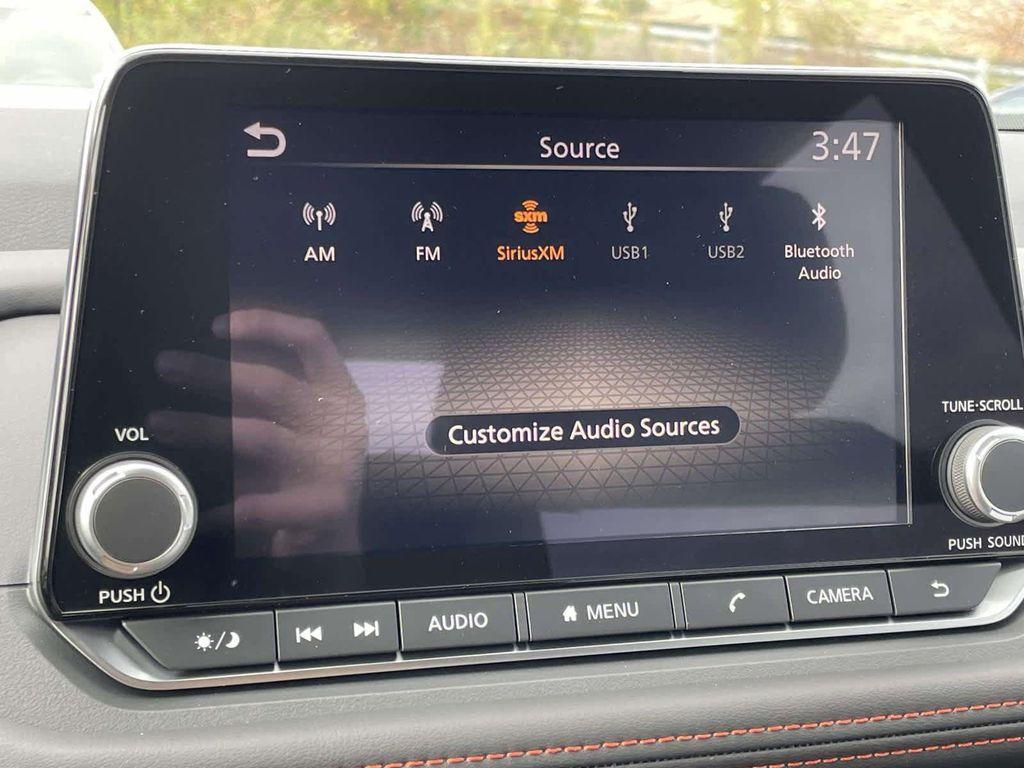 Source
3:47
AM
FM
sxm
SiriusXM
USB1
USB2
Bluetooth
Audio
Customize Audio Sources
VOL
PUSH
TUNE·SCROLL
PUSH SOUND
AUDIO
MENU
CAMERA